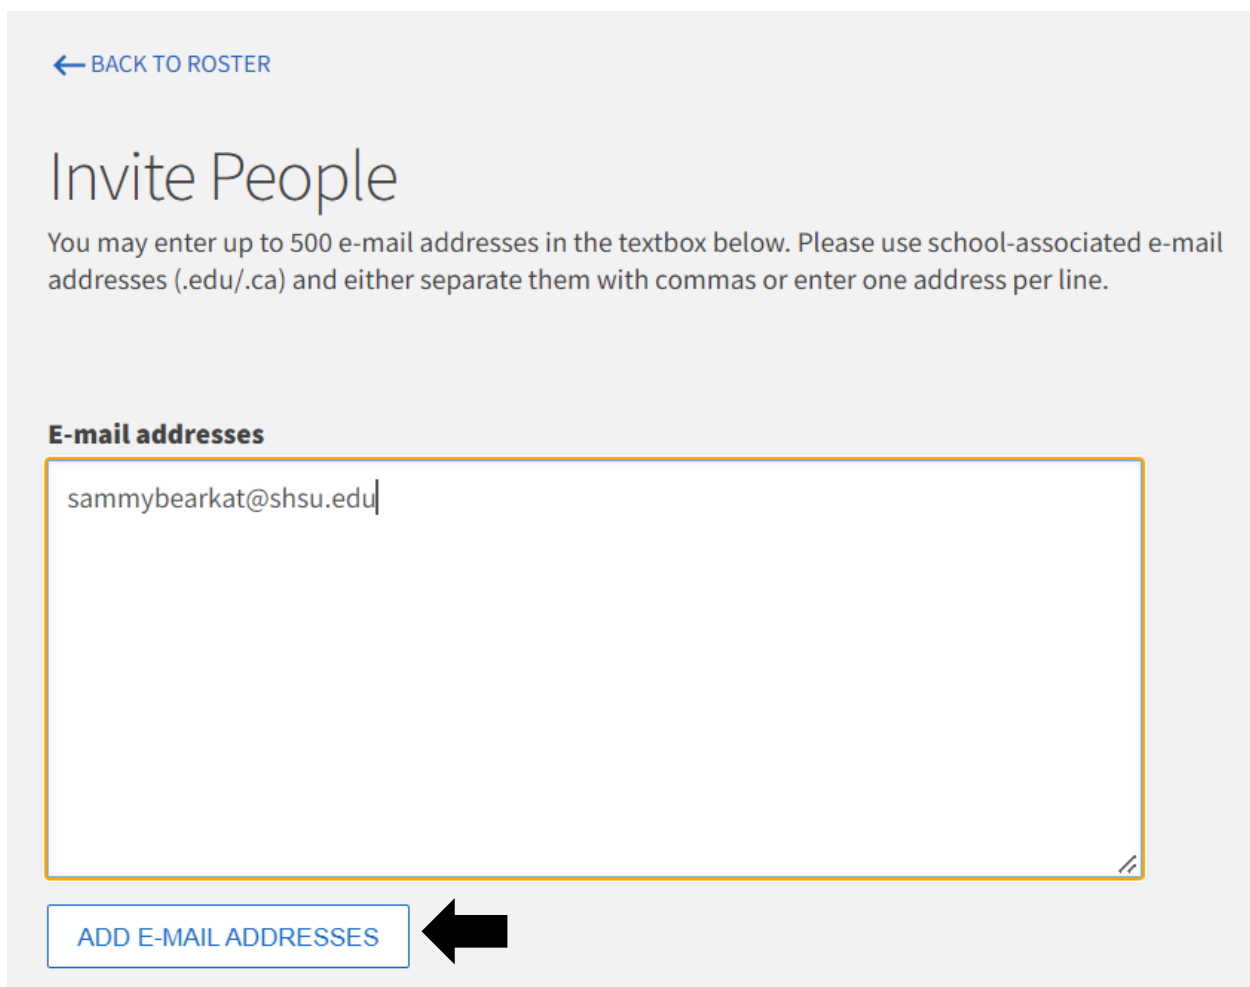 BACK TO ROSTER
Invite People
You may enter up to 500 e-mail addresses in the textbox below. Please use school-associated e-mail
addresses (.edu/.ca) and either separate them with commas or enter one address per line.
E-mail addresses
sammybearkat@shsu.edu
ADD E-MAIL ADDRESSES